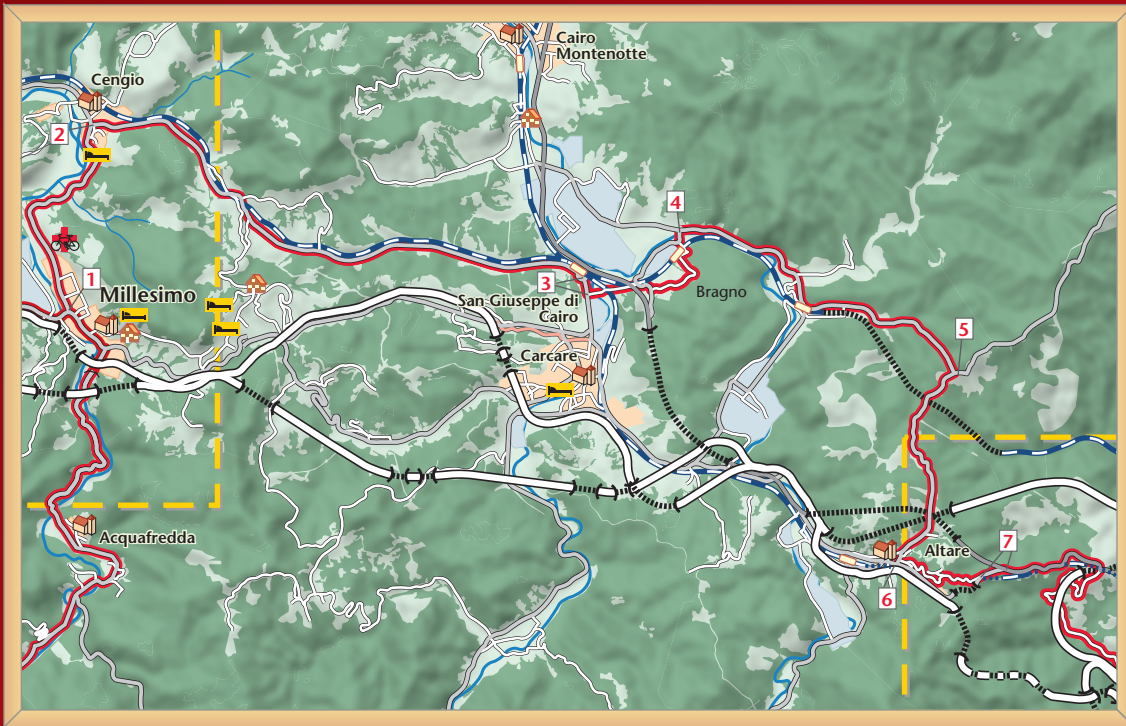 Cairo
Montenotte
Cengio
2
4
1
Millesimo
3
San Giuseppe di
Cairo
Bragno
5
Carcare
Acquafredda
Altare
7
6